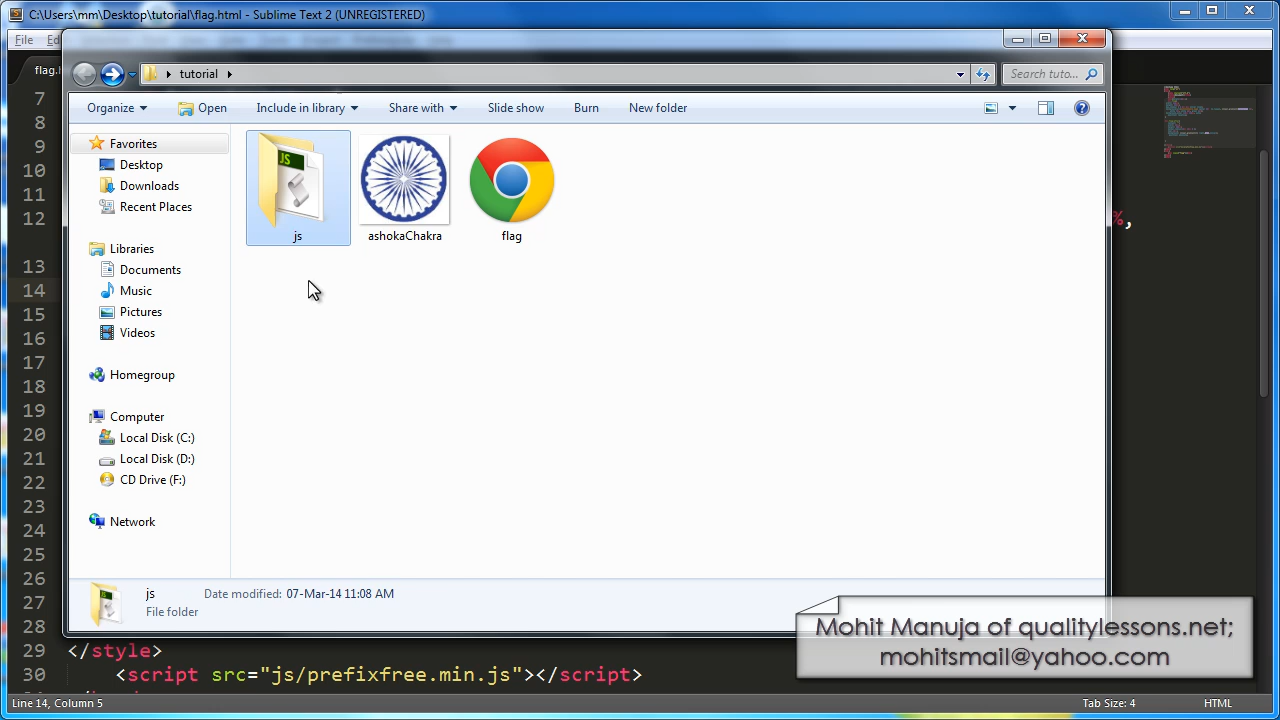 C:\Users\mm\Desktop\tutorial\flag.html - Sublime Text 2 (UNREGISTERED)
File
tutorial
Search tuto...
Organize Open Include in library Share with Slide show Burn New folder
Favorites
Desktop
Downloads
Recent Places
Libraries
Documents
Music
Pictures
Videos
Homegroup
Computer
Local Disk (C:)
Local Disk (D:)
CD Drive (F:)
Network
js
ashokaChakra
flag
js Date modified: 07-Mar-14 11:08 AM
File folder
7
8
9
10
11
12 %,
13
14
15
16
17
18
19
20
21
22
23
24
25
26
27
28
29 </style>
30 <script src="js/prefixfree.min.js"></script>
Mohit Manuja of qualitylessons.net;
mohitsmail@yahoo.com
Line 14, Column 5 Tab Size: 4 HTML